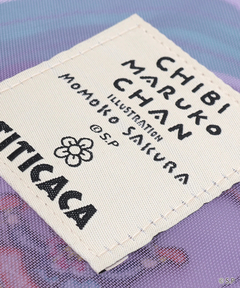 CHIBI
MARUKO
CHAN
ILLUSTRATION
MOMOKO SAKURA
©S.P
TITICACA